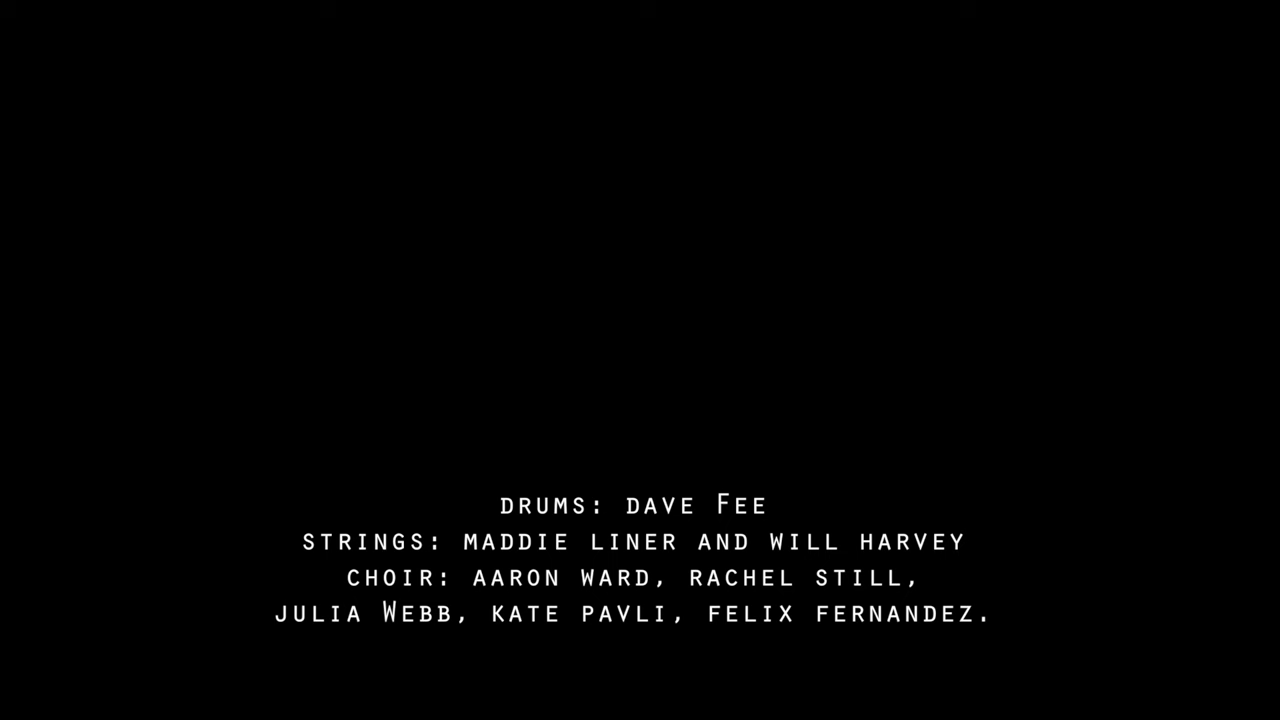 DRUMS: DAVE FEE
STRINGS: MADDIE LINER AND WILL HARVEY
CHOIR: AARON WARD, RACHEL STILL,
JULIA WEBB, KATE PAVLI, FELIX FERNANDEZ.